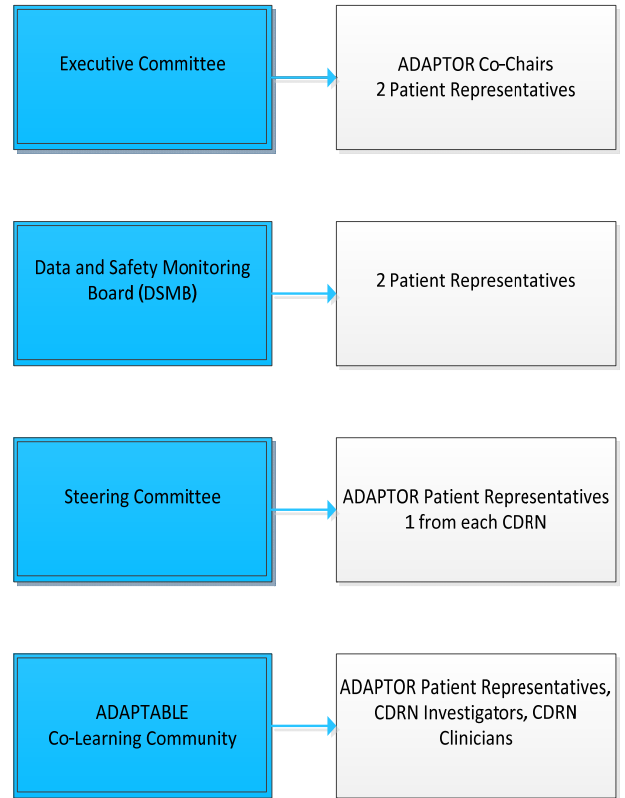 Executive Committee
ADAPTOR Co-Chairs
2 Patient Representatives
Data and Safety Monitoring
Board (DSMB)
2 Patient Representatives
Steering Committee
ADAPTOR Patient Representatives
1 from each CDRN
ADAPTABLE
Co-Learning Community
ADAPTOR Patient Representatives,
CDRN Investigators, CDRN
Clinicians